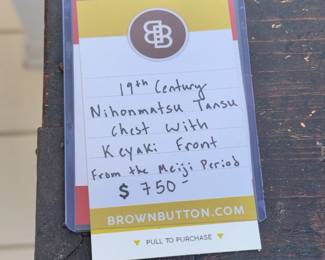 BB
19th Century
Nihonmatsu Tansu
chest with
Keyaki Front
From the Meiji Period
$ 750-
BROWNBUTTON.COM
▼ PULL TO PURCHASE ▼